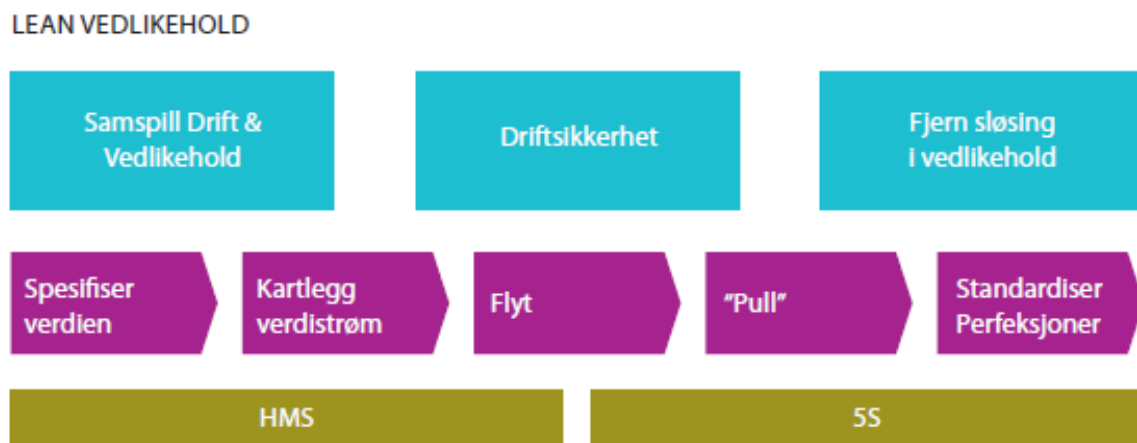 LEAN VEDLIKEHOLD
Samspill Drift &
Vedlikehold
Driftsikkerhet
Fjern sløsing
i vedlikehold
Spesifiser
verdien
Kartlegg
verdistrøm
Flyt
"Pull"
Standardiser
Perfeksjoner
HMS
5S